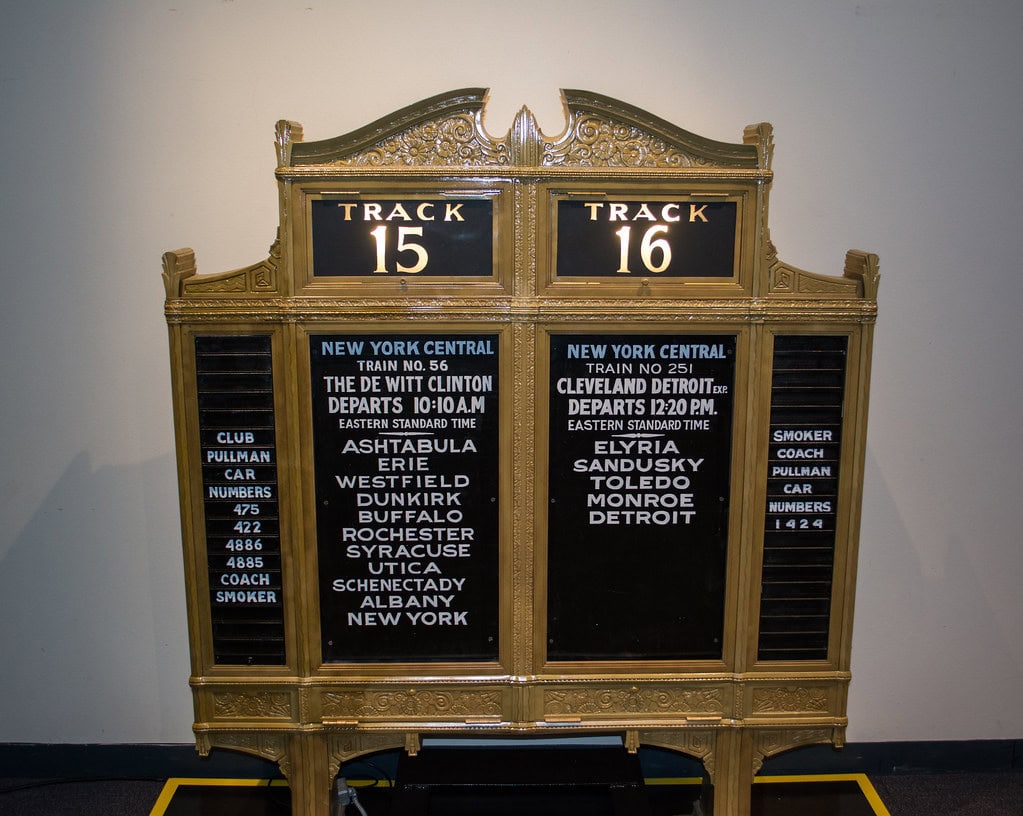 TRACK
15
TRACK
16
CLUB
PULLMAN
CAR
NUMBERS
475
422
4886
4885
COACH
SMOKER
NEW YORK CENTRAL
TRAIN NO. 56
THE DE WITT CLINTON
DEPARTS 10:10 A.M
EASTERN STANDARD TIME
ASHTABULA
ERIE
WESTFIELD
DUNKIRK
BUFFALO
ROCHESTER
SYRACUSE
UTICA
SCHENECTADY
ALBANY
NEW YORK
NEW YORK CENTRAL
TRAIN NO 251
CLEVELAND DETROIT EXP.
DEPARTS 12:20 P.M.
EASTERN STANDARD TIME
ELYRIA
SANDUSKY
TOLEDO
MONROE
DETROIT
SMOKER
COACH
PULLMAN
CAR
NUMBERS
1424